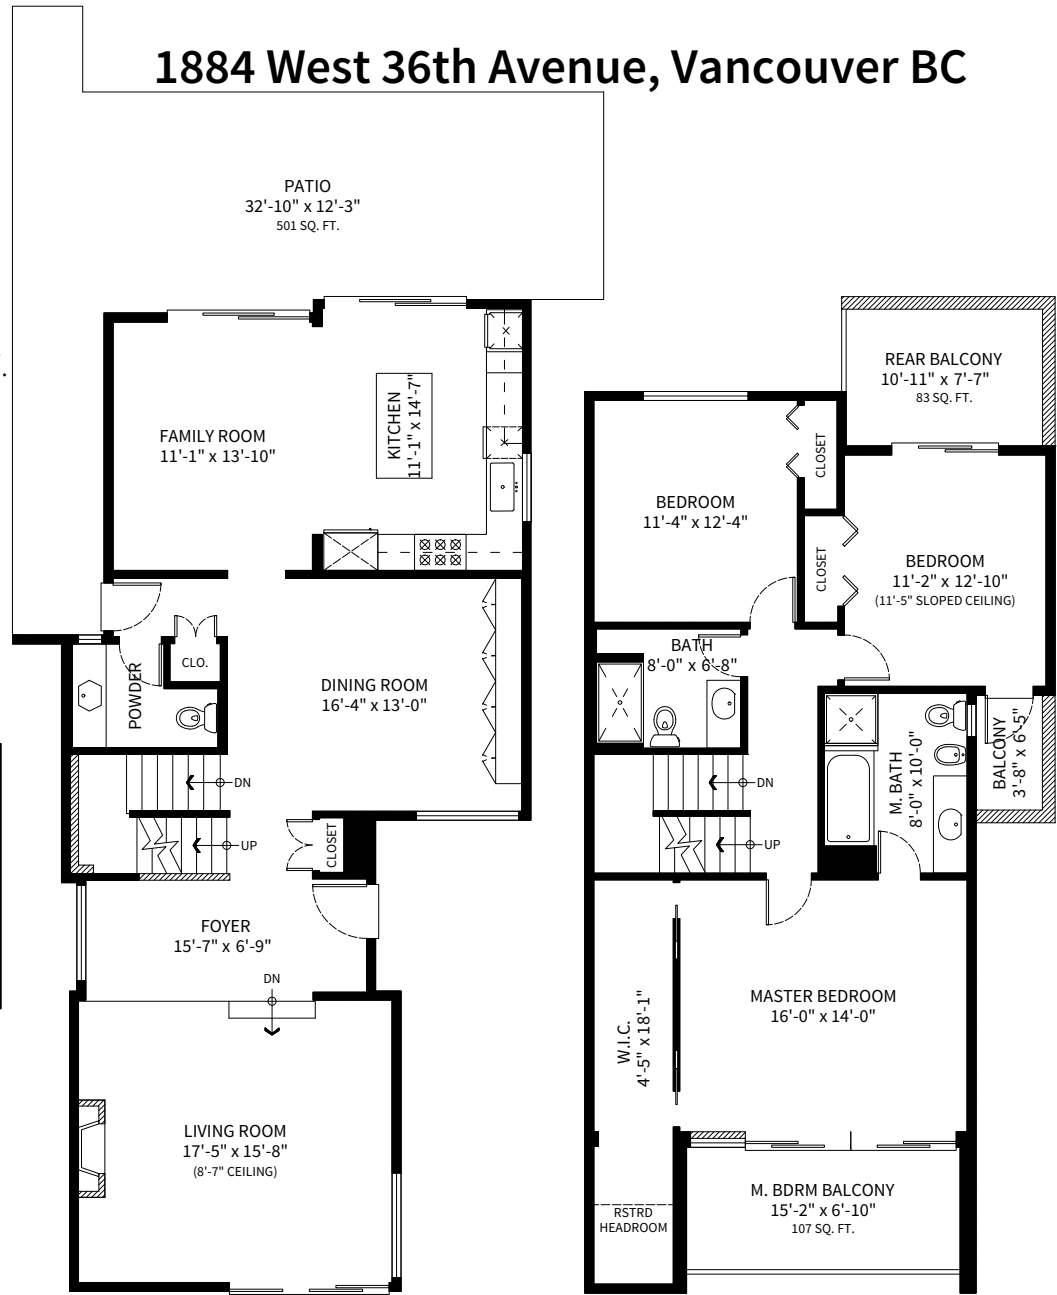 1884 West 36th Avenue, Vancouver BC
PATIO
32'-10" x 12'-3"
501 SQ. FT.
FAMILY ROOM
11'-1" x 13'-10"
KITCHEN
11'-1" x 14'-7"
POWDER
CLO.
DINING ROOM
16'-4" x 13'-0"
DN
UP
CLOSET
FOYER
15'-7" x 6'-9"
DN
LIVING ROOM
17'-5" x 15'-8"
(8'-7" CEILING)
REAR BALCONY
10'-11" x 7'-7"
83 SQ. FT.
BEDROOM
11'-4" x 12'-4"
CLOSET
CLOSET
BEDROOM
11'-2" x 12'-10"
(11'-5" SLOPED CEILING)
BATH
8'-0" x 6'-8"
M. BATH
8'-0" x 10'-0"
BALCONY
3'-8" x 6'-5"
DN
UP
W.I.C.
4'-5" x 18'-1"
MASTER BEDROOM
16'-0" x 14'-0"
M. BDRM BALCONY
15'-2" x 6'-10"
107 SQ. FT.
RSTRD
HEADROOM